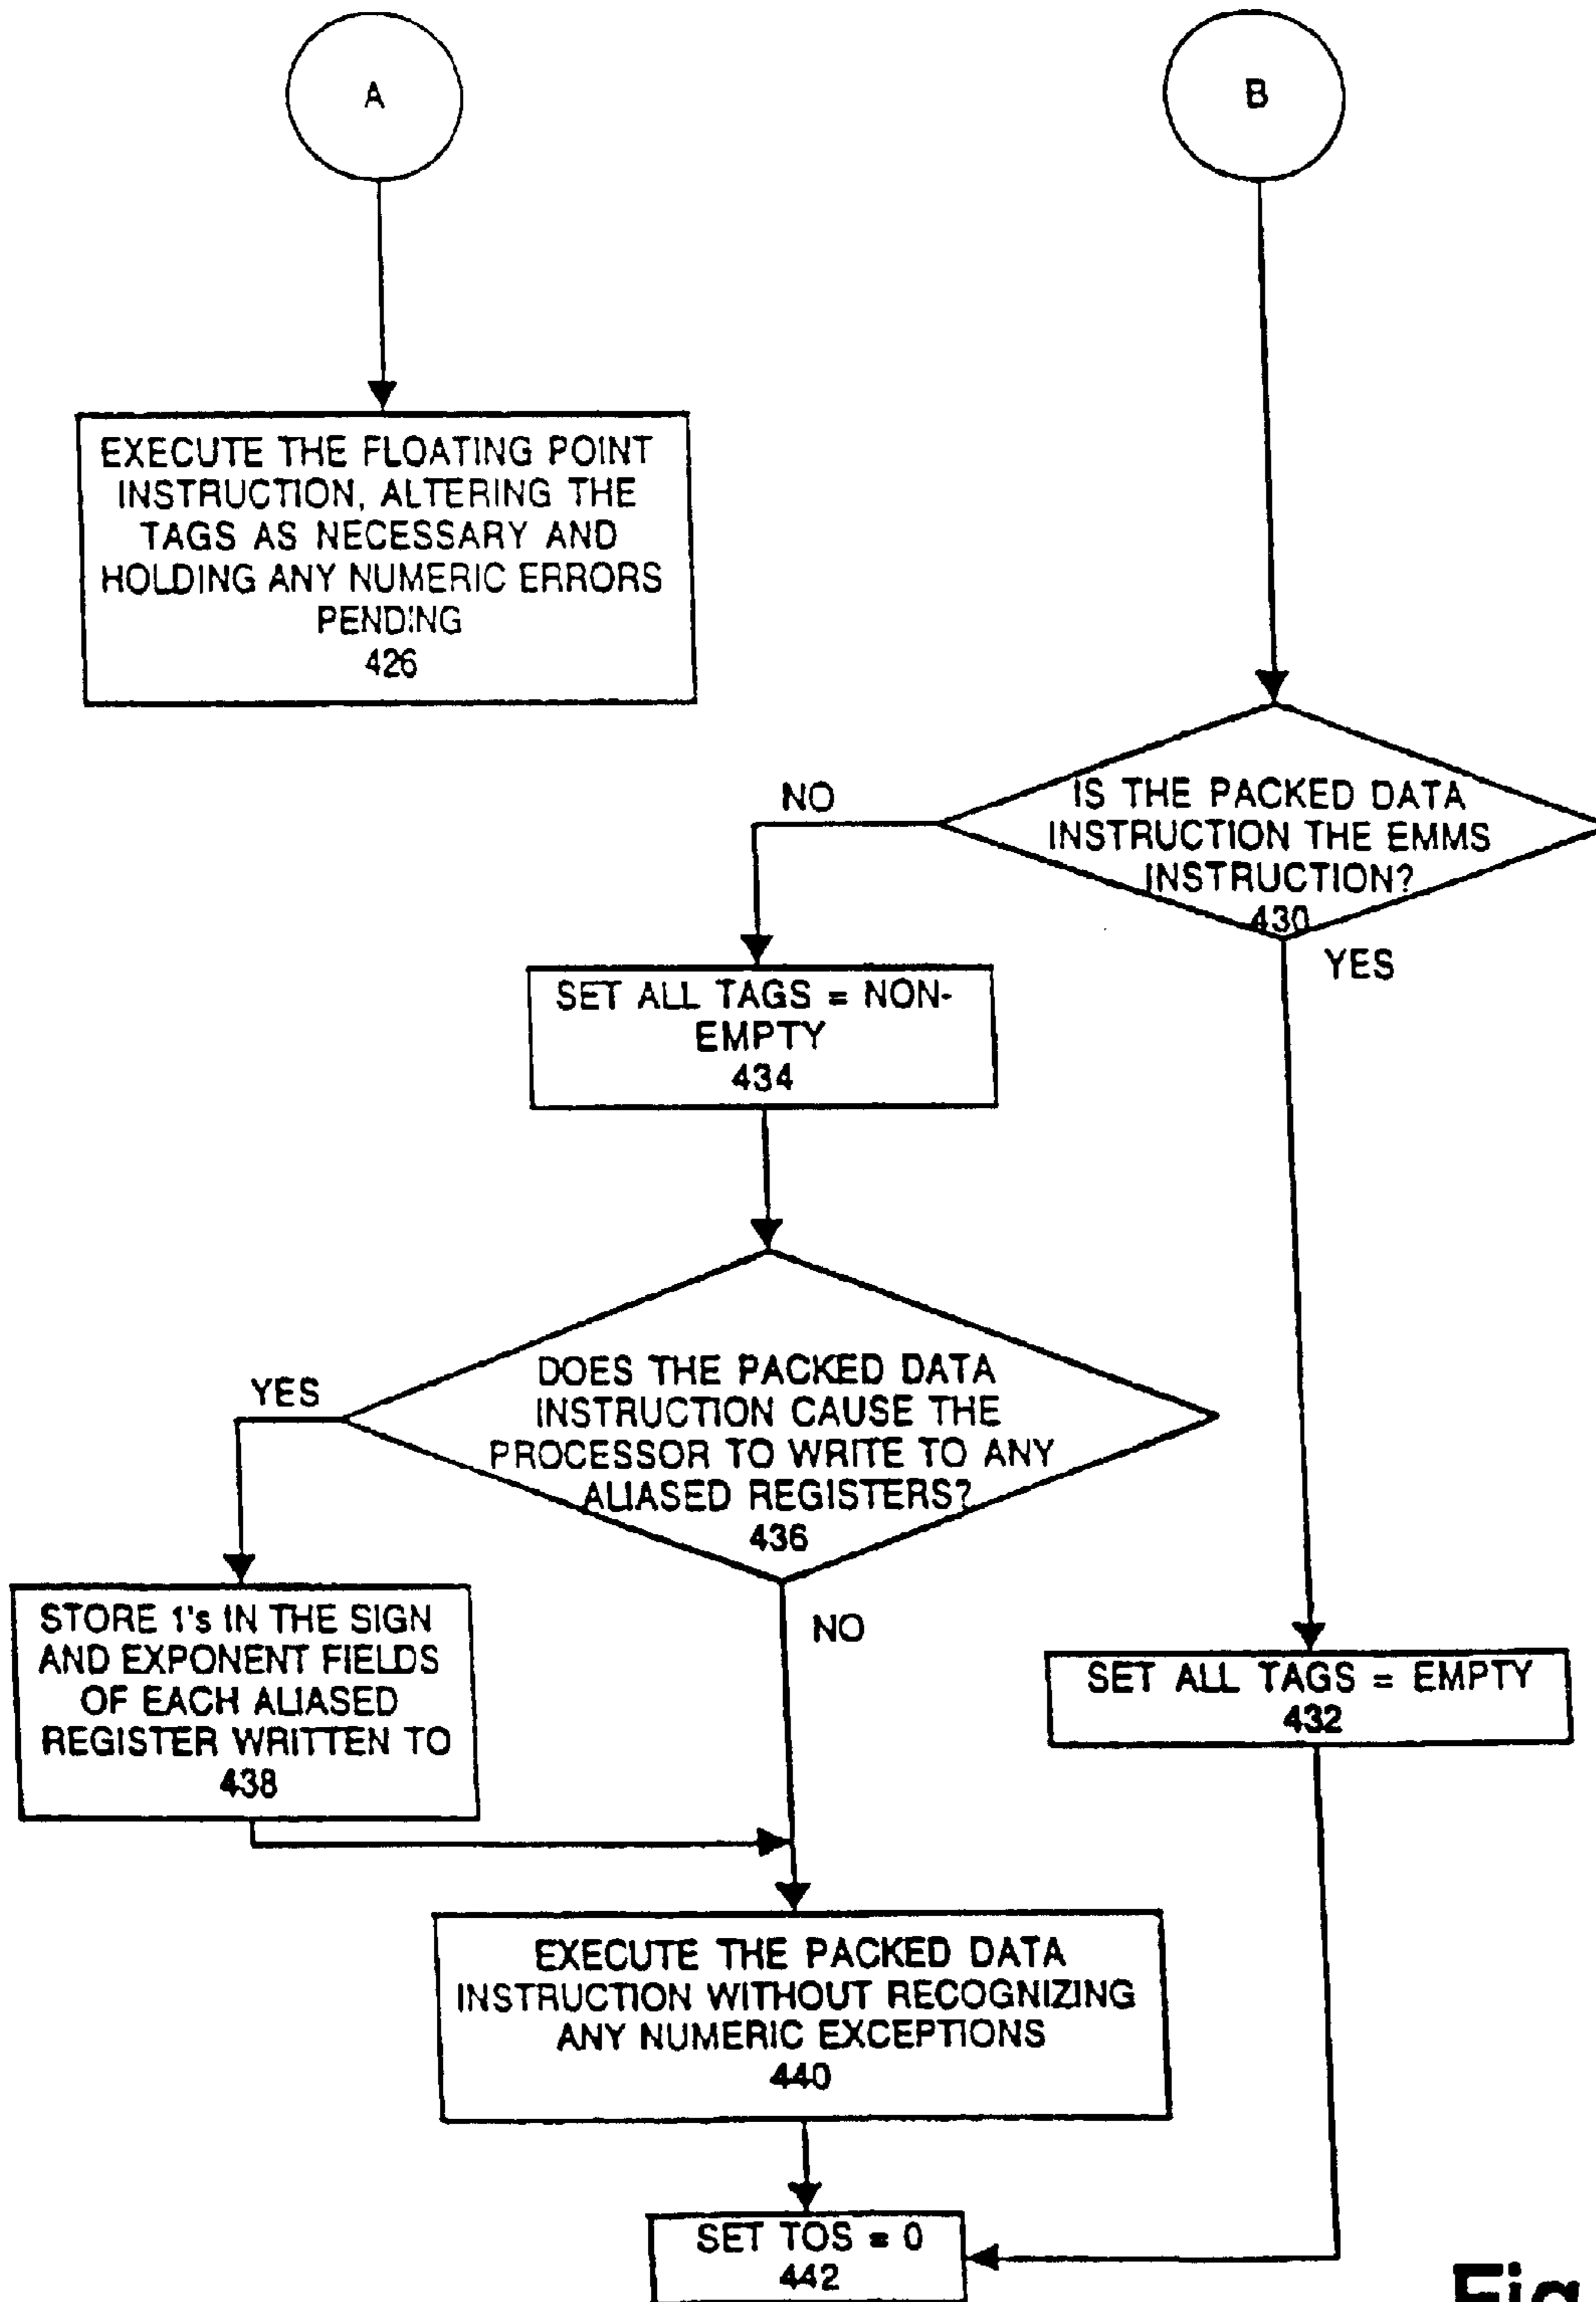 A
B
EXECUTE THE FLOATING POINT
INSTRUCTION, ALTERING THE
TAGS AS NECESSARY AND
HOLDING ANY NUMERIC ERRORS
PENDING
426
NO
IS THE PACKED DATA
INSTRUCTION THE EMMS
INSTRUCTION?
430
YES
SET ALL TAGS = NON-
EMPTY
434
YES
DOES THE PACKED DATA
INSTRUCTION CAUSE THE
PROCESSOR TO WRITE TO ANY
ALIASED REGISTERS?
436
NO
STORE 1's IN THE SIGN
AND EXPONENT FIELDS
OF EACH ALIASED
REGISTER WRITTEN TO
438
SET ALL TAGS = EMPTY
432
EXECUTE THE PACKED DATA
INSTRUCTION WITHOUT RECOGNIZING
ANY NUMERIC EXCEPTIONS
440
SET TOS = 0
442
Fig